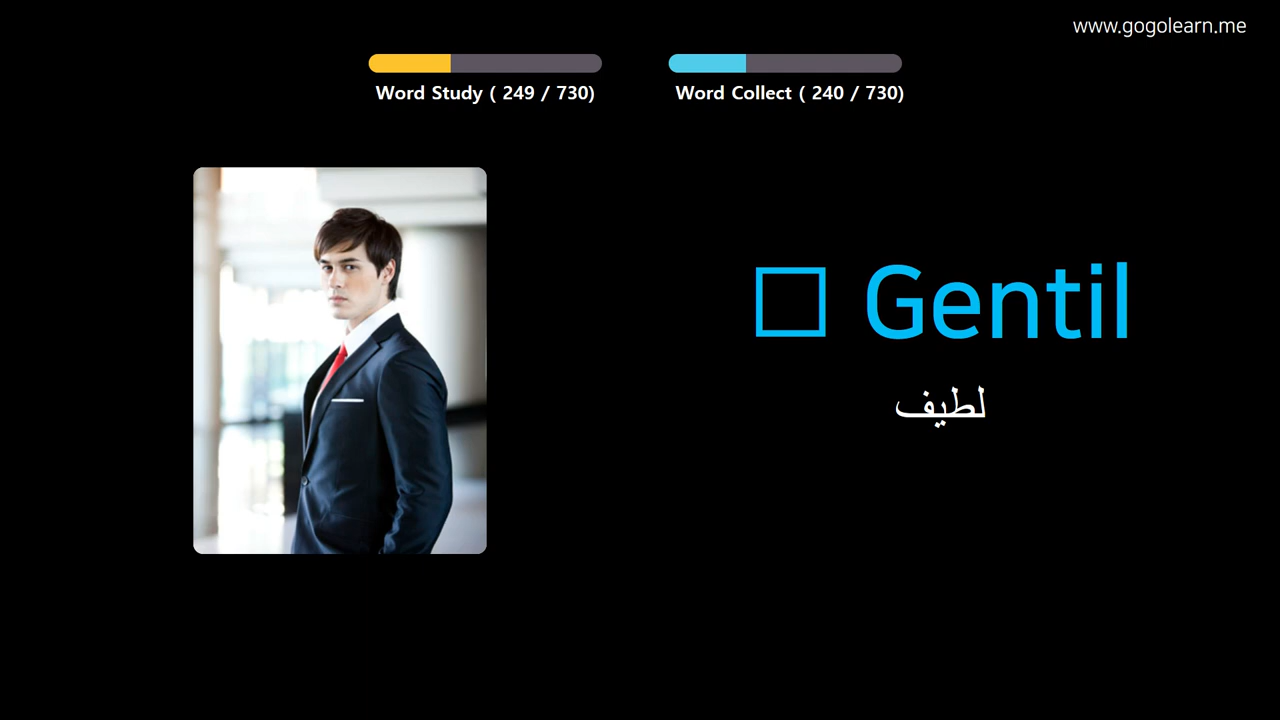 www.gogolearn.me
Word Study ( 249 / 730)
Word Collect ( 240 / 730)
☐ Gentil
لطيف